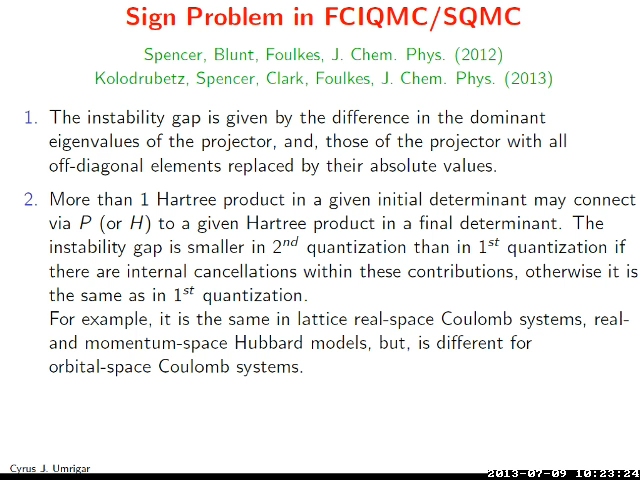 Sign Problem in FCIQMC/SQMC
Spencer, Blunt, Foulkes, J. Chem. Phys. (2012)
Kolodrubetz, Spencer, Clark, Foulkes, J. Chem. Phys. (2013)
1. The instability gap is given by the difference in the dominant
eigenvalues of the projector, and, those of the projector with all
off-diagonal elements replaced by their absolute values.
2. More than 1 Hartree product in a given initial determinant may connect
via P (or H) to a given Hartree product in a final determinant. The
instability gap is smaller in 2nd quantization than in 1st quantization if
there are internal cancellations within these contributions, otherwise it is
the same as in 1st quantization.
For example, it is the same in lattice real-space Coulomb systems, real-
and momentum-space Hubbard models, but, is different for
orbital-space Coulomb systems.
Cyrus J. Umrigar
2013-07-09 10:23:24